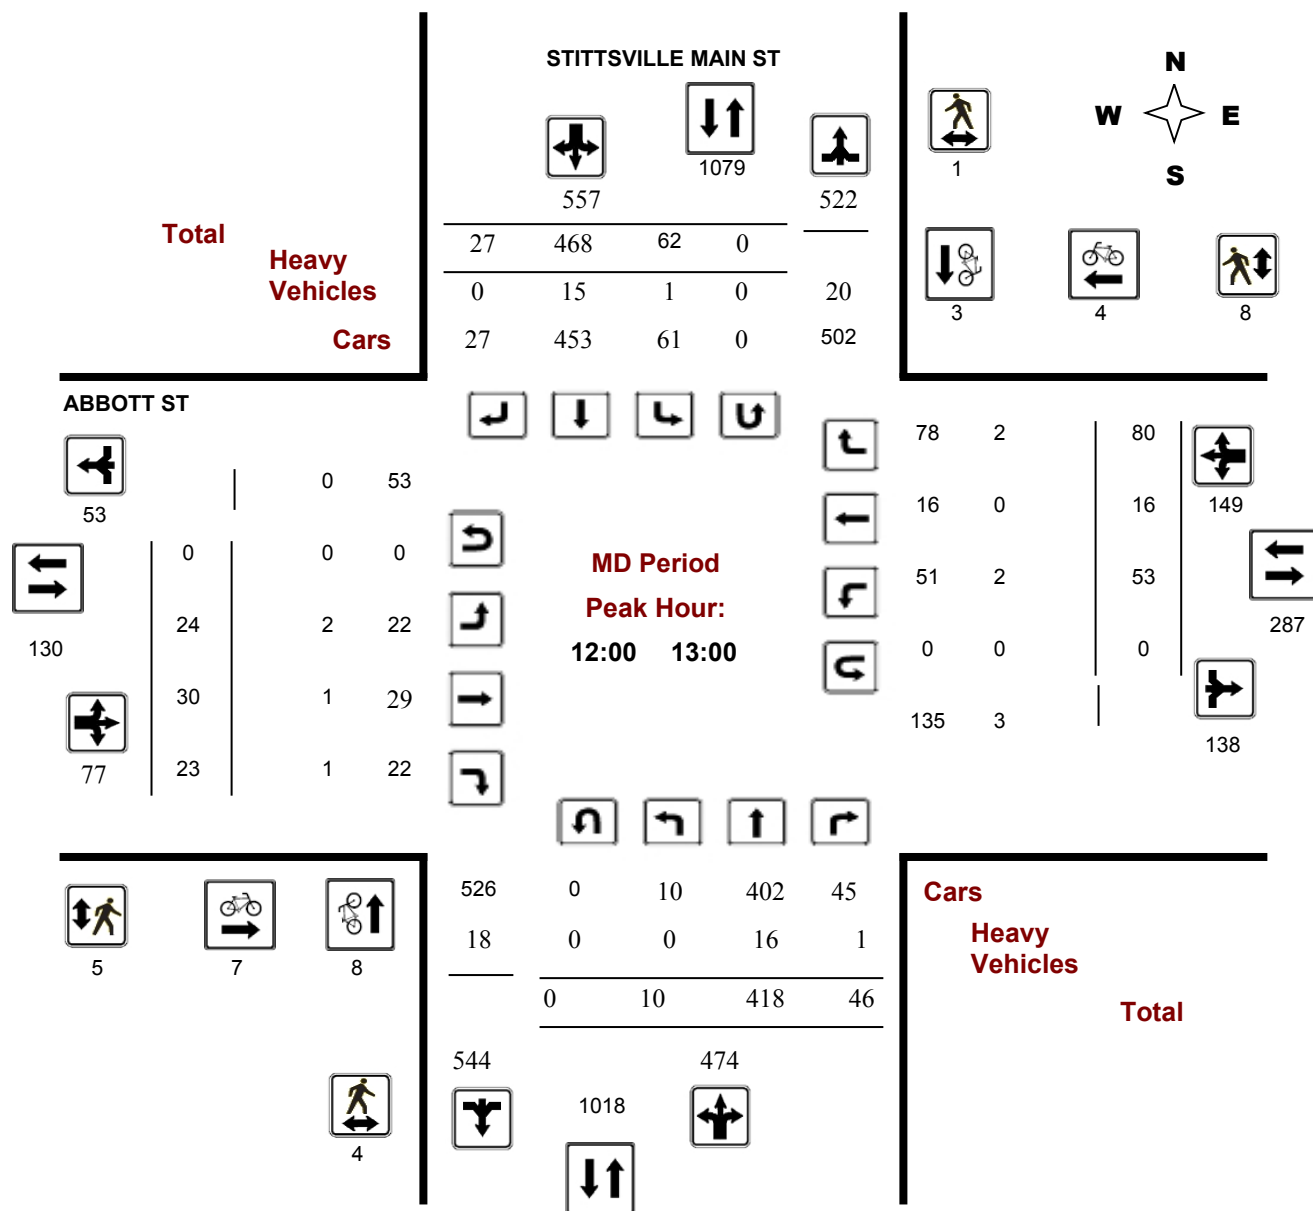 STITTSVILLE MAIN ST
N
W E
S
1079
1
557 522
Total
27 468 62 0
Heavy
Vehicles
0 15 1 0 20
3 4 8
Cars
27 453 61 0 502
ABBOTT ST
78 2 80
0 53
53
16 0 16 149
0 0 0
MD Period
51 2 53
Peak Hour:
24 2 22
287
130
12:00 13:00
0 0 0
30 1 29
135 3
138
77
23 1 22
526 0 10 402 45
Cars
18 0 0 16 1
Heavy
Vehicles
5 7 8
0 10 418 46
Total
544 474
1018
4